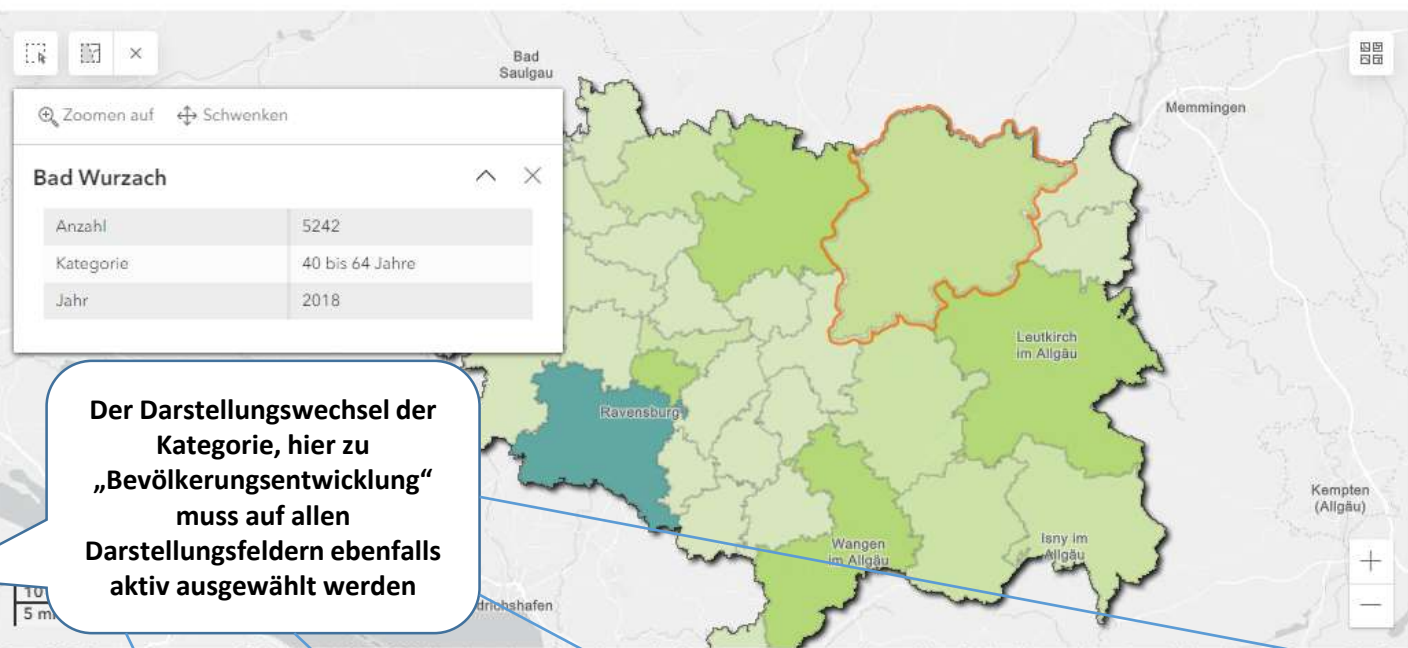 Bad
Saulgau
Memmingen
Zoomen auf
Schwenken
Bad Wurzach
Anzahl 5242
Kategorie 40 bis 64 Jahre
Jahr 2018
Leutkirch
im Allgäu
Ravensburg
Der Darstellungswechsel der
Kategorie, hier zu
„Bevölkerungsentwicklung“
muss auf allen
Darstellungsfeldern ebenfalls
aktiv ausgewählt werden
Kempten
(Allgäu)
Wangen
im Allgäu
Isny im
Allgäu
10
5 m
drichshafen